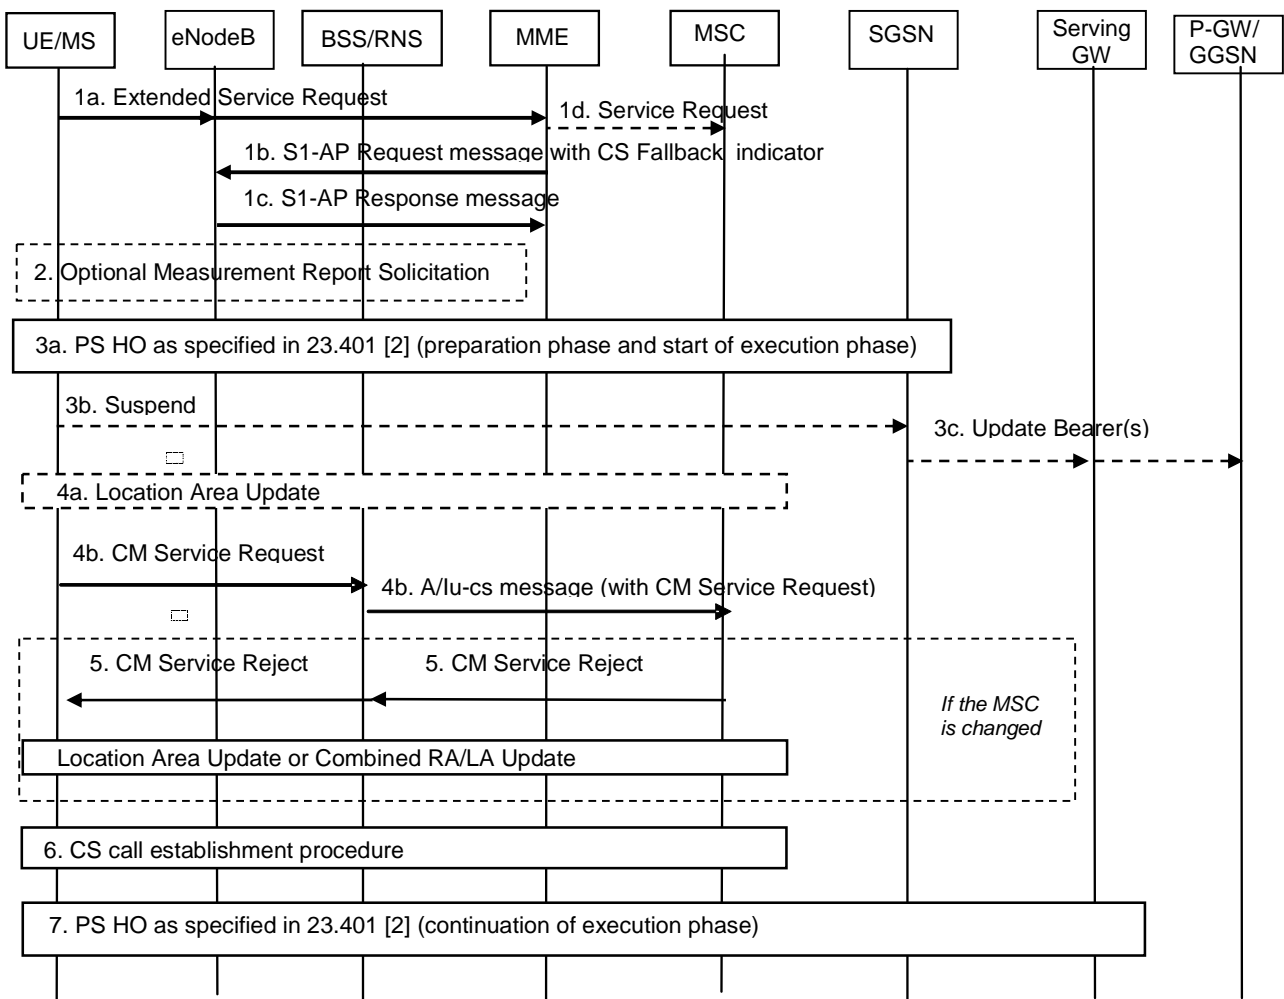 UE/MS
eNodeB
BSS/RNS
MME
MSC
SGSN
Serving
GW
P-GW/
GGSN
1a. Extended Service Request
1d. Service Request
1b. S1-AP Request message with CS Fallback indicator
1c. S1-AP Response message
2. Optional Measurement Report Solicitation
3a. PS HO as specified in 23.401 [2] (preparation phase and start of execution phase)
3b. Suspend
3c. Update Bearer(s)
4a. Location Area Update
4b. CM Service Request
4b. A/Iu-cs message (with CM Service Request)
5. CM Service Reject
5. CM Service Reject
If the MSC
is changed
Location Area Update or Combined RA/LA Update
6. CS call establishment procedure
7. PS HO as specified in 23.401 [2] (continuation of execution phase)